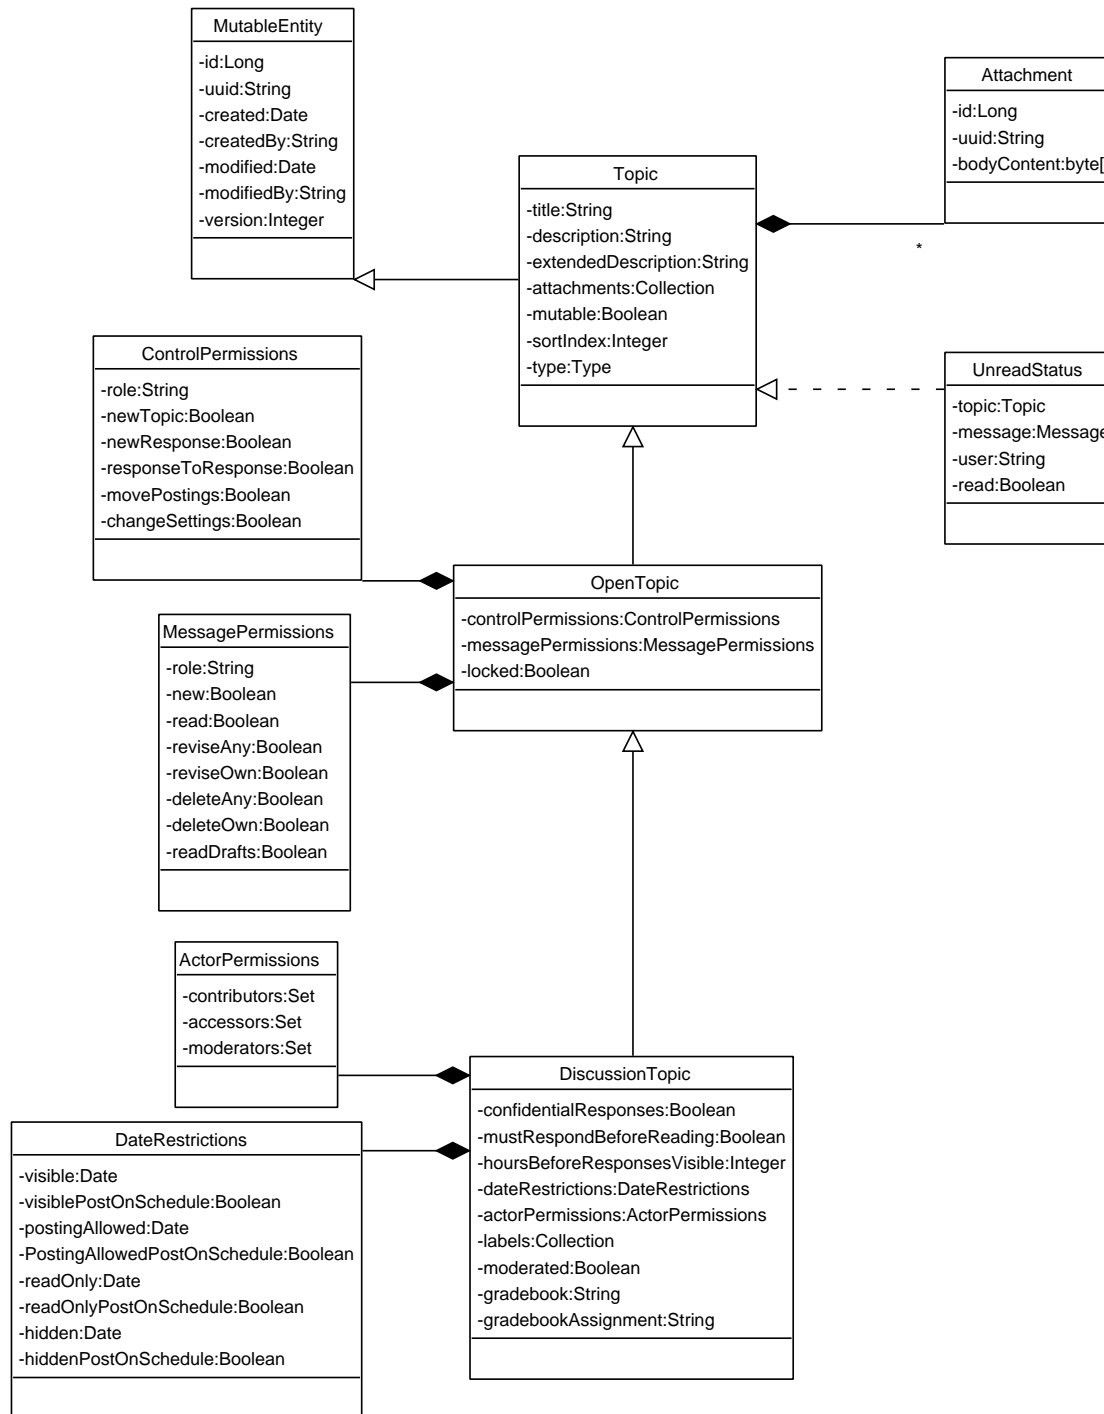 MutableEntity
-id:Long
-uuid:String
-created:Date
-createdBy:String
-modified:Date
-modifiedBy:String
-version:Integer
Attachment
-id:Long
-uuid:String
-bodyContent:byte[
Topic
-title:String
-description:String
-extendedDescription:String
-attachments:Collection
-mutable:Boolean
-sortIndex:Integer
-type:Type
*
ControlPermissions
-role:String
-newTopic:Boolean
-newResponse:Boolean
-responseToResponse:Boolean
-movePostings:Boolean
-changeSettings:Boolean
UnreadStatus
-topic:Topic
-message:Message
-user:String
-read:Boolean
OpenTopic
-controlPermissions:ControlPermissions
-messagePermissions:MessagePermissions
-locked:Boolean
MessagePermissions
-role:String
-new:Boolean
-read:Boolean
-reviseAny:Boolean
-reviseOwn:Boolean
-deleteAny:Boolean
-deleteOwn:Boolean
-readDrafts:Boolean
ActorPermissions
-contributors:Set
-accessors:Set
-moderators:Set
DiscussionTopic
-confidentialResponses:Boolean
-mustRespondBeforeReading:Boolean
-hoursBeforeResponsesVisible:Integer
-dateRestrictions:DateRestrictions
-actorPermissions:ActorPermissions
-labels:Collection
-moderated:Boolean
-gradebook:String
-gradebookAssignment:String
DateRestrictions
-visible:Date
-visiblePostOnSchedule:Boolean
-postingAllowed:Date
-PostingAllowedPostOnSchedule:Boolean
-readOnly:Date
-readOnlyPostOnSchedule:Boolean
-hidden:Date
-hiddenPostOnSchedule:Boolean